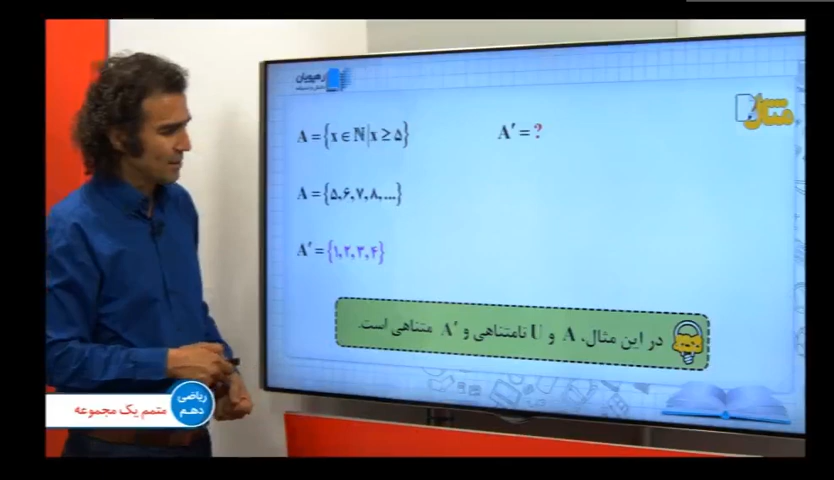 رهپویان
مثال
A = {x ∈ ℕ | x ≥ ۵}
A′ = ?
A = {۵,۶,۷,۸,...}
A′ = {۱,۲,۳,۴}
در این مثال، A و U نامتناهی و A′ متناهی است.
ریاضی
دهم
متمم یک مجموعه